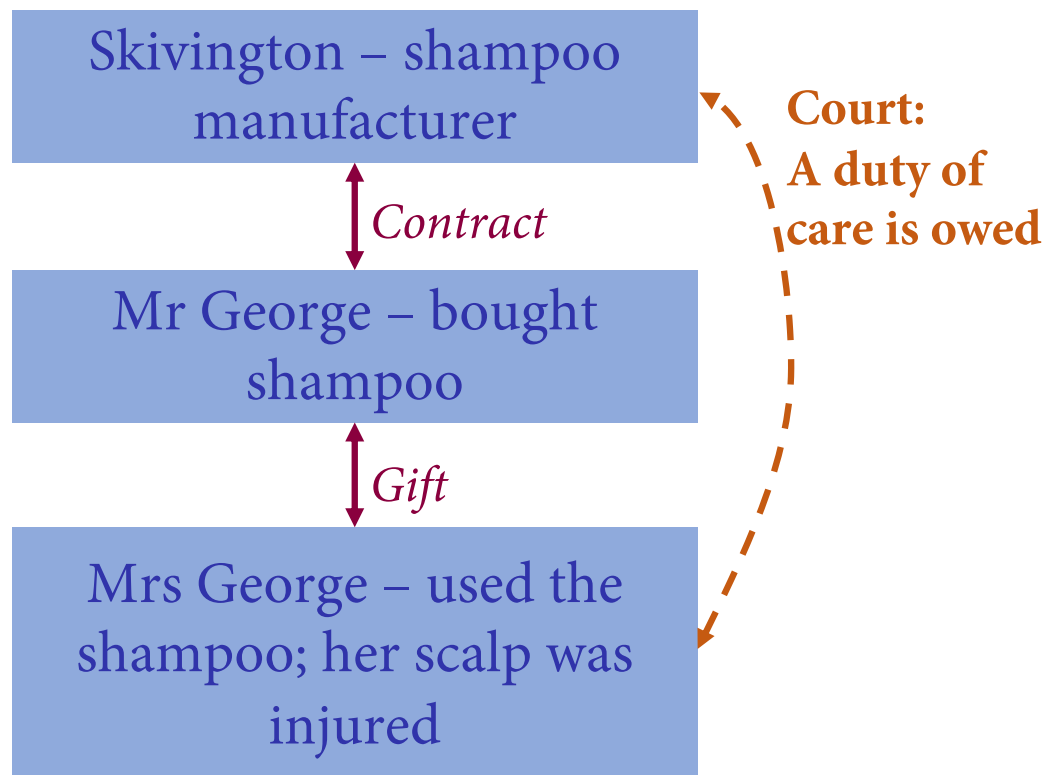 Skivington – shampoo
manufacturer
Court:
A duty of
care is owed
Contract
Mr George – bought
shampoo
Gift
Mrs George – used the
shampoo; her scalp was
injured